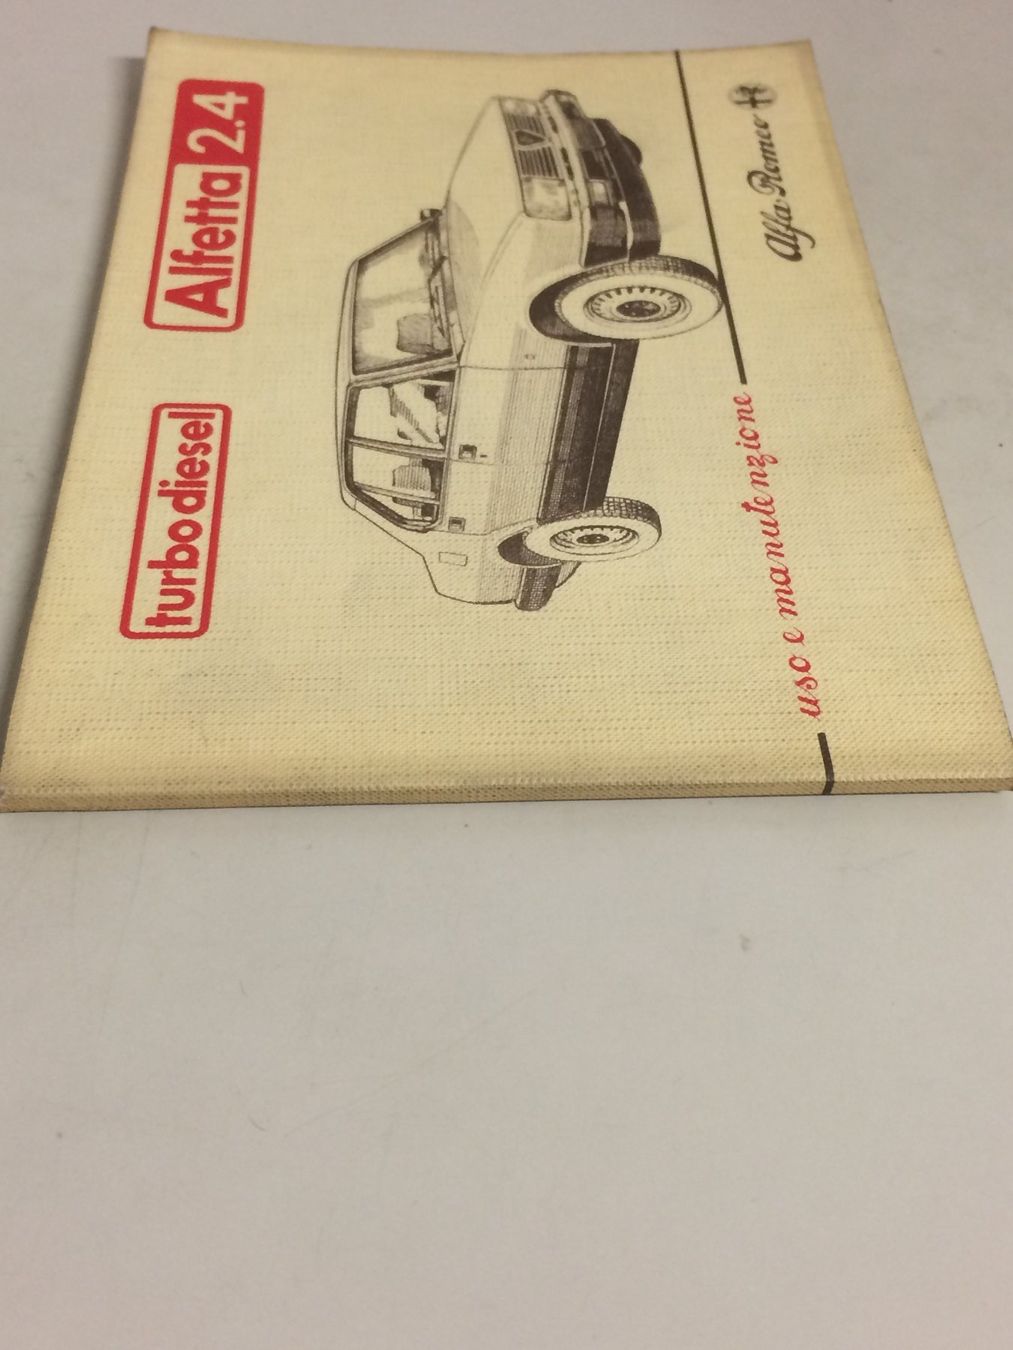 turbodiesel Alfetta 2.4
uso e manutenzione
Alfa Romeo